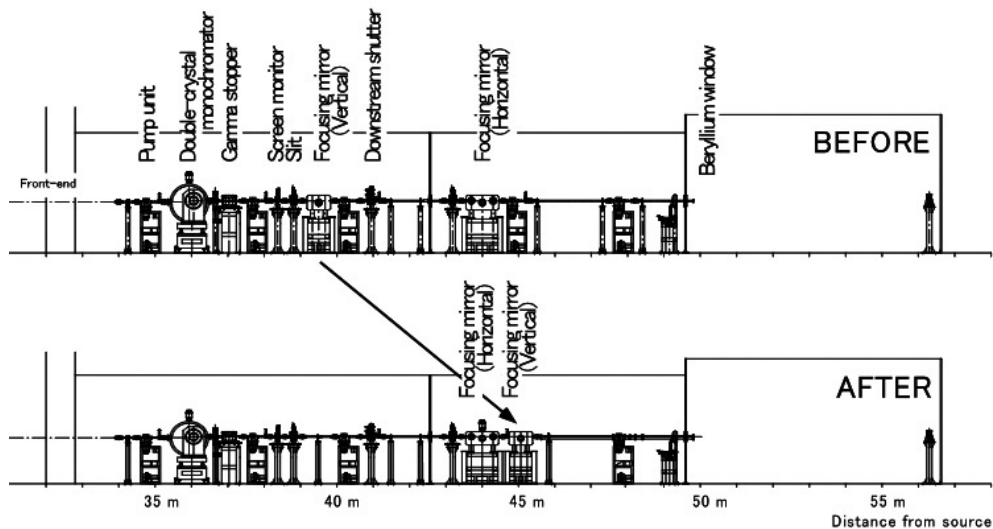 Pump unit
Double-crystal
monochromator
Gamma stopper
Screen monitor
Slit
Focusing mirror
(Vertical)
Downstream shutter
Focusing mirror
(Horizontal)
Beryllium window
BEFORE
Front-end
Focusing mirror
(Horizontal)
Focusing mirror
(Vertical)
AFTER
35 m
40 m
45 m
50 m
55 m
Distance from source